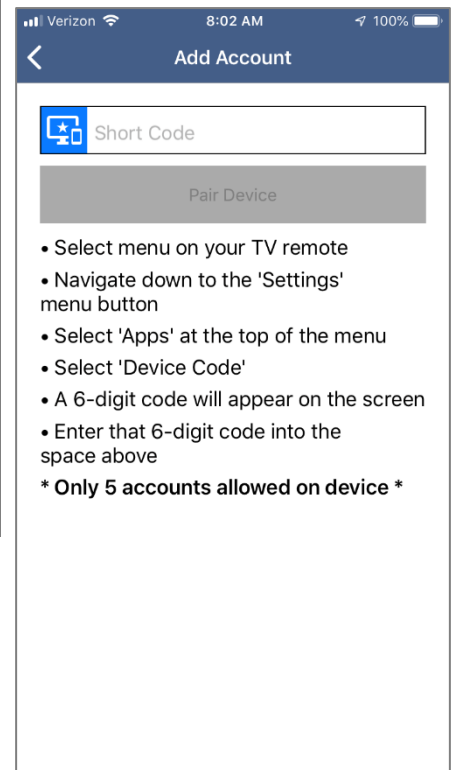 Verizon 8:02 AM 100%
Add Account
Short Code
Pair Device
• Select menu on your TV remote
• Navigate down to the 'Settings'
menu button
• Select 'Apps' at the top of the menu
• Select 'Device Code'
• A 6-digit code will appear on the screen
• Enter that 6-digit code into the
space above
* Only 5 accounts allowed on device *